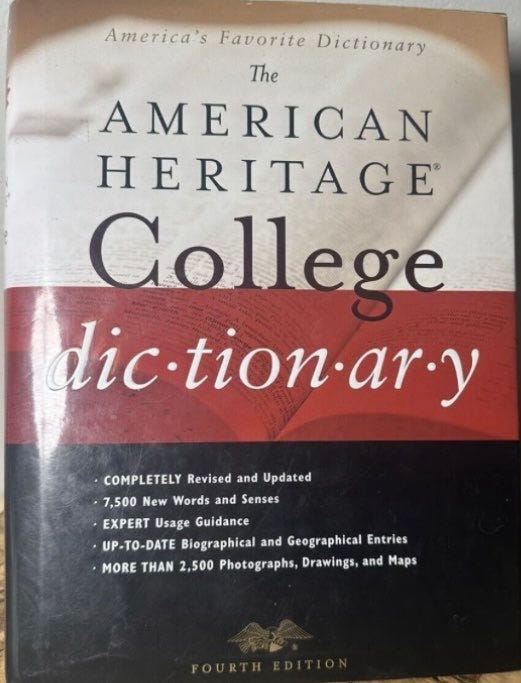 America's Favorite Dictionary
The
AMERICAN
HERITAGE®
College
dic·tion·ar·y
· COMPLETELY Revised and Updated
· 7,500 New Words and Senses
· EXPERT Usage Guidance
· UP-TO-DATE Biographical and Geographical Entries
· MORE THAN 2,500 Photographs, Drawings, and Maps
FOURTH EDITION